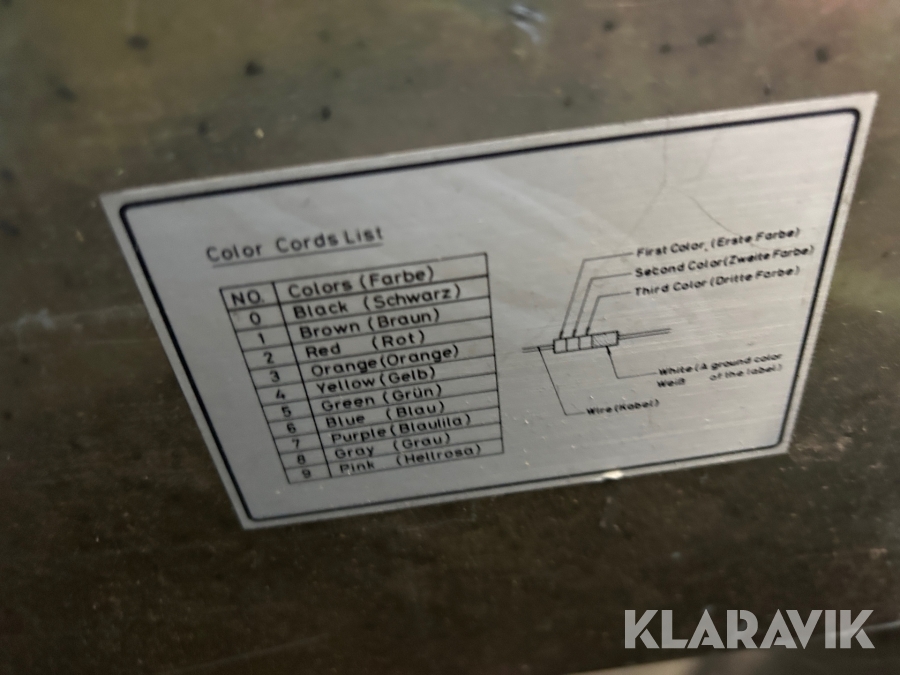 Color Cords List
NO. Colors (Farbe)
0 Black (Schwarz)
1 Brown (Braun)
2 Red (Rot)
3 Orange (Orange)
4 Yellow (Gelb)
5 Green (Grün)
6 Blue (Blau)
7 Purple (Blaulila)
8 Gray (Grau)
9 Pink (Hellrosa)
First Color, (Erste Farbe)
Second Color (Zweite Farbe)
Third Color (Dritte Farbe)
White (A ground color
Weiß of the label)
Wire (Kabel)
KLARAVIK